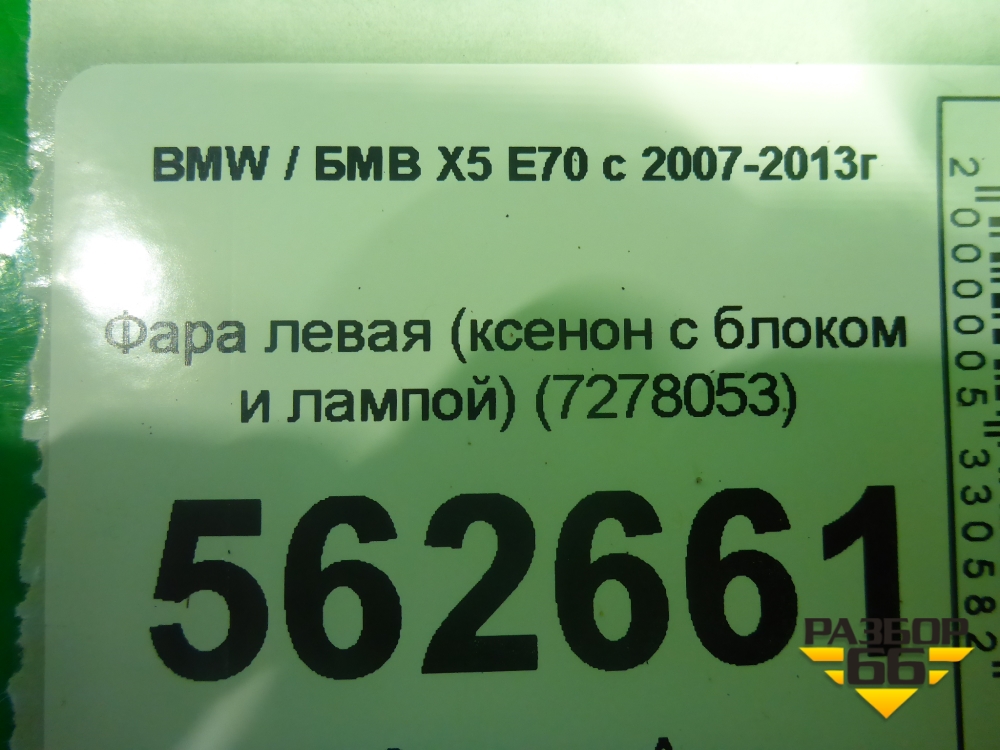 BMW / БМВ X5 E70 с 2007-2013г
Фара левая (ксенон с блоком
и лампой) (7278053)
562661
2000005330582
РАЗБОР
66